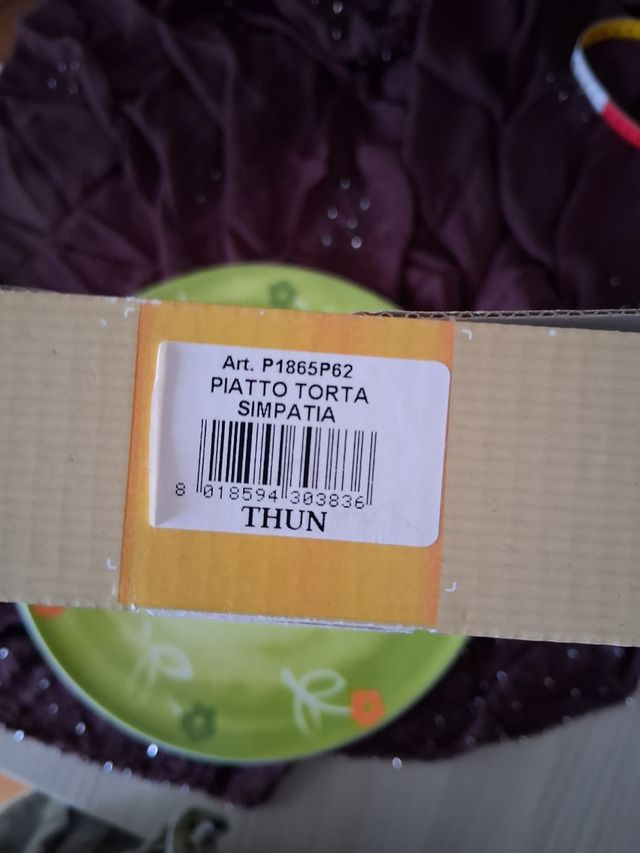 Art. P1865P62
PIATTO TORTA
SIMPATIA
8 018594 303836
THUN